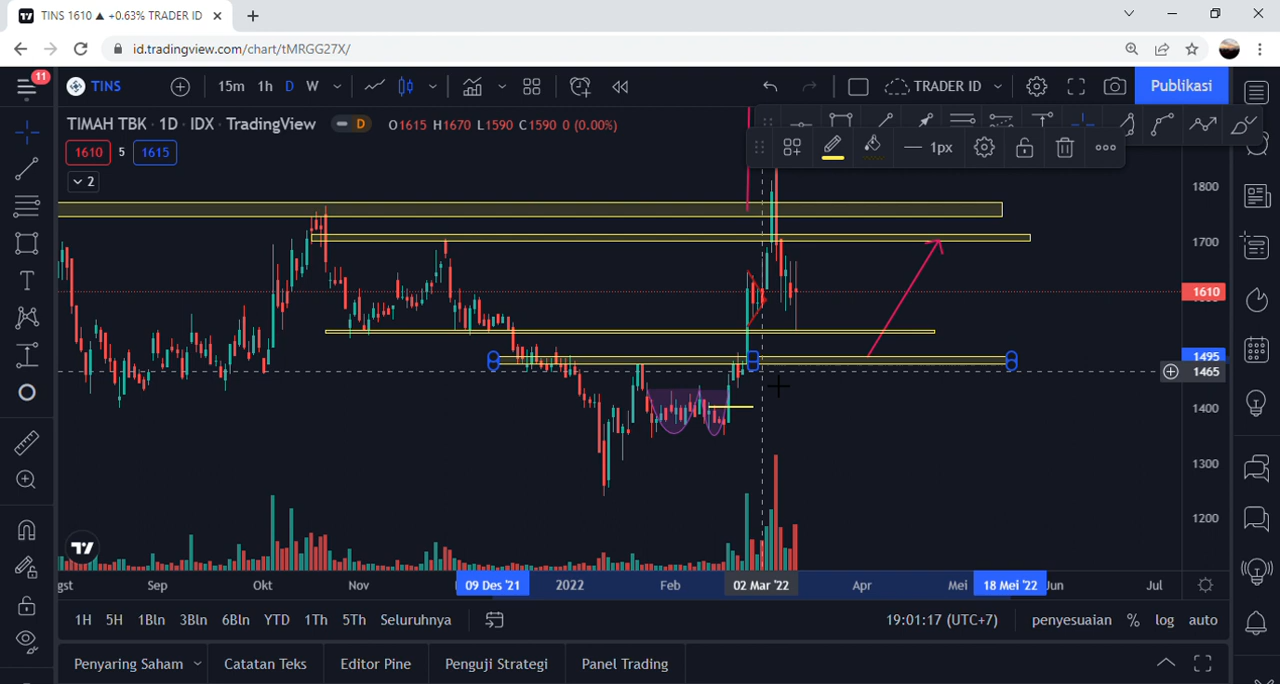 TINS 1610 ▲ +0.63% TRADER ID
id.tradingview.com/chart/tMRGG27X/
11
TINS
15m 1h D W
TRADER ID
Publikasi
TIMAH TBK · 1D · IDX · TradingView
D
O1615 H1670 L1590 C1590 0 (0.00%)
1610 5 1615
2
1px
1800
1700
1610
1495
1465
1400
1300
1200
gst Sep Okt Nov 09 Des '21 2022 Feb 02 Mar '22 Apr Mei 18 Mei '22 Jun Jul
1H 5H 1Bln 3Bln 6Bln YTD 1Th 5Th Seluruhnya
19:01:17 (UTC+7) penyesuaian % log auto
Penyaring Saham Catatan Teks Editor Pine Penguji Strategi Panel Trading